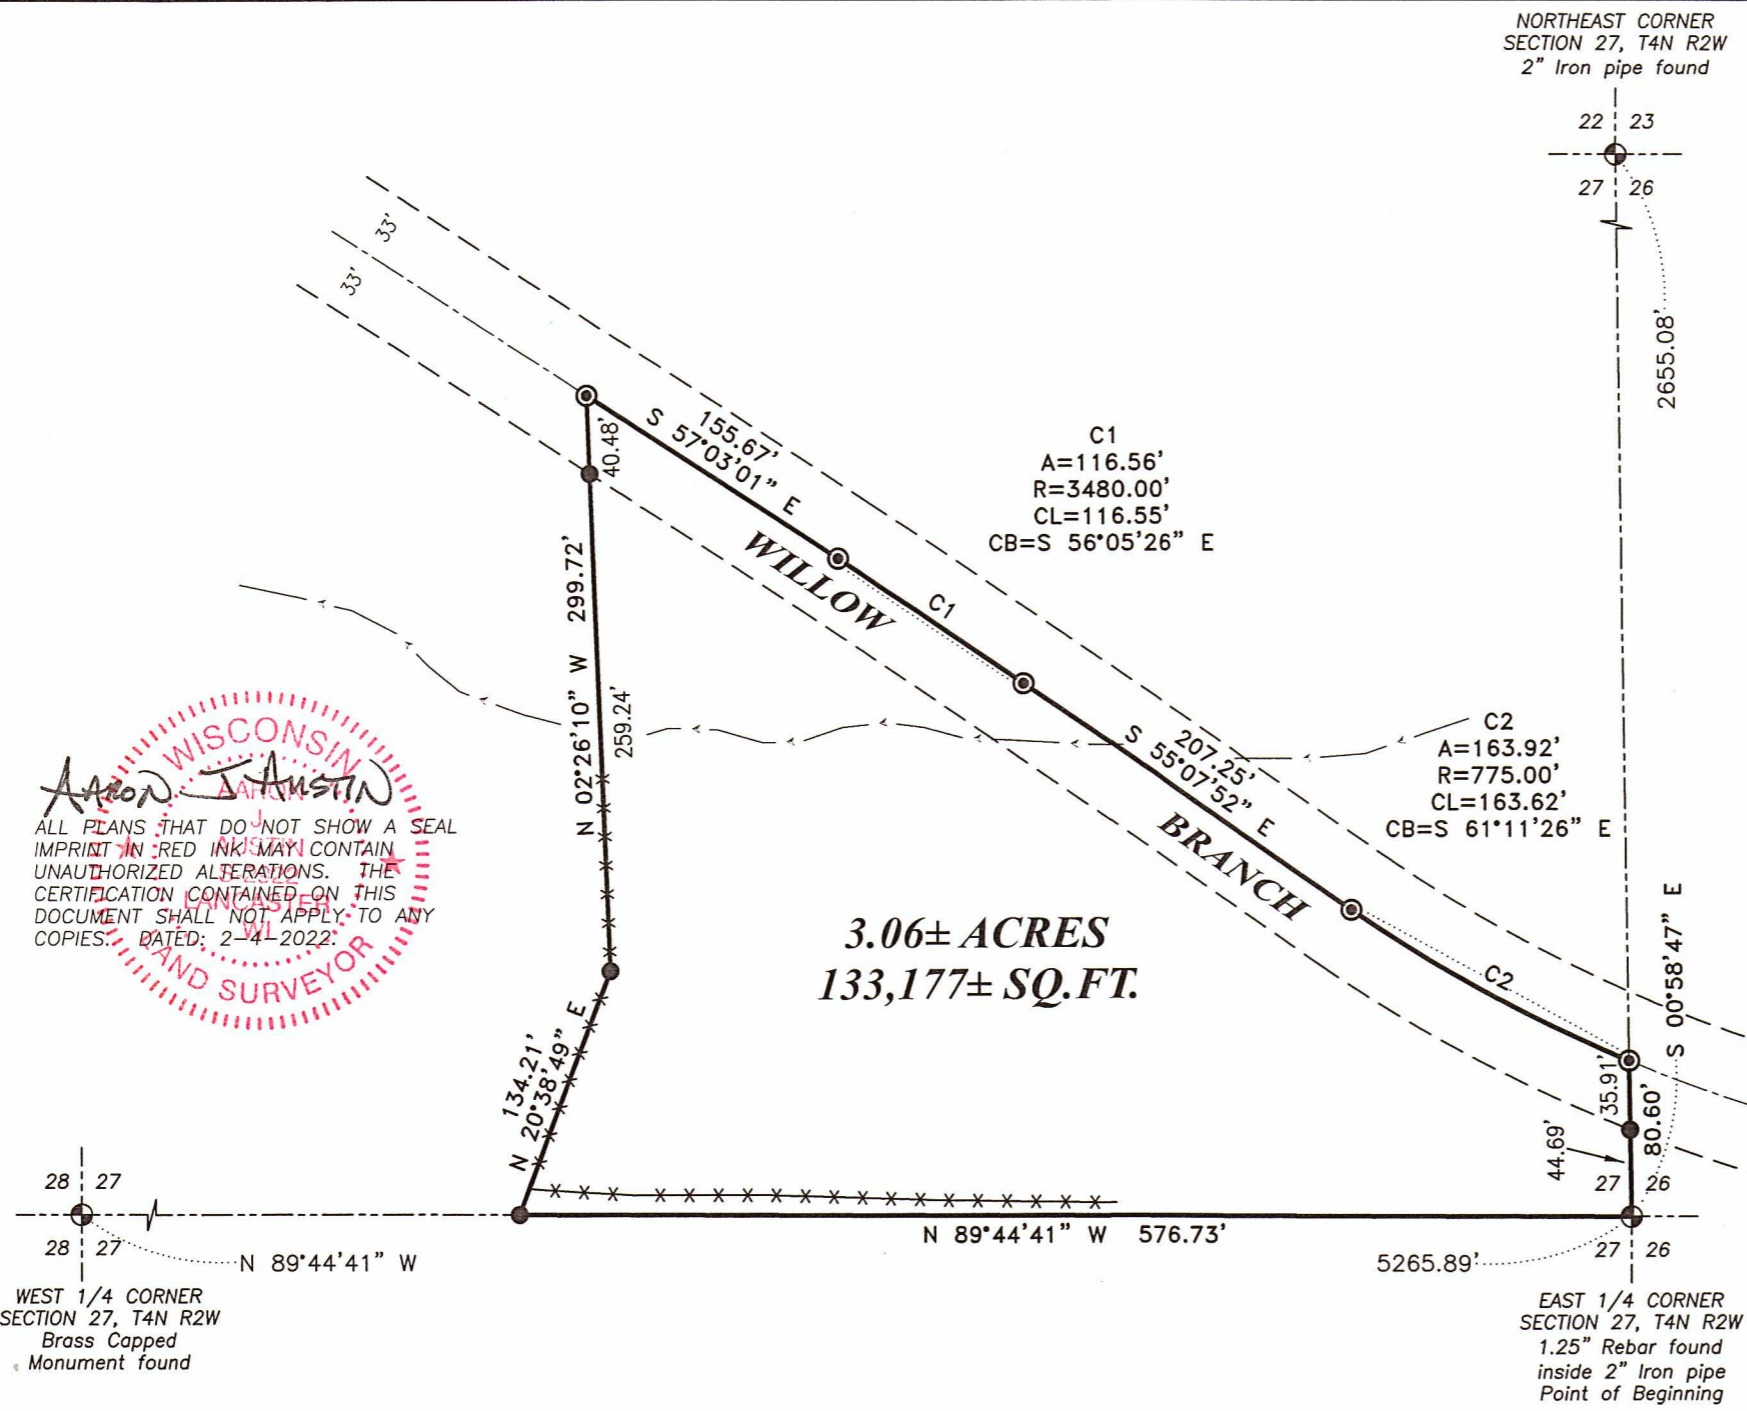 NORTHEAST CORNER
SECTION 27, T4N R2W
2" Iron pipe found
22 23
27 26
2655.08'
33'
33'
40.48'
155.67'
S 57°03'01" E
C1
A=116.56'
R=3480.00'
CL=116.55'
CB=S 56°05'26" E
WILLOW
C1
N 02°26'10" W 299.72'
259.24'
207.25'
S 55°07'52" E
BRANCH
C2
A=163.92'
R=775.00'
CL=163.62'
CB=S 61°11'26" E
C2
S 00°58'47" E
WISCONSIN
AARON
J.
AUSTIN
LANCASTER
WI
LAND SURVEYOR
AARON J AUSTIN
ALL PLANS THAT DO NOT SHOW A SEAL
IMPRINT IN RED INK MAY CONTAIN
UNAUTHORIZED ALTERATIONS. THE
CERTIFICATION CONTAINED ON THIS
DOCUMENT SHALL NOT APPLY TO ANY
COPIES. DATED: 2-4-2022.
3.06± ACRES
133,177± SQ.FT.
134.21'
N 20°38'49" E
35.91'
80.60'
44.69'
27 26
27 26
28 27
28 27
N 89°44'41" W
N 89°44'41" W 576.73'
5265.89'
WEST 1/4 CORNER
SECTION 27, T4N R2W
Brass Capped
Monument found
EAST 1/4 CORNER
SECTION 27, T4N R2W
1.25" Rebar found
inside 2" Iron pipe
Point of Beginning